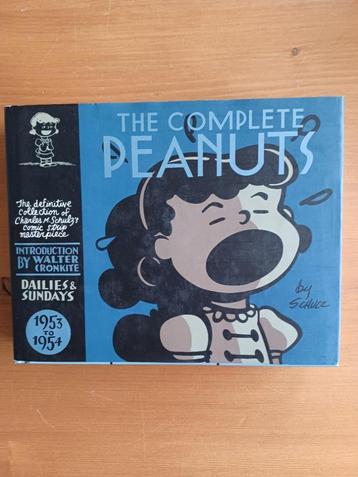 THE COMPLETE
PEANUTS
The definitive
collection of
Charles M Schulz's
comic strip
masterpiece
INTRODUCTION
BY WALTER
CRONKITE
DAILIES &
SUNDAYS
1953
TO
1954
by
SCHULZ